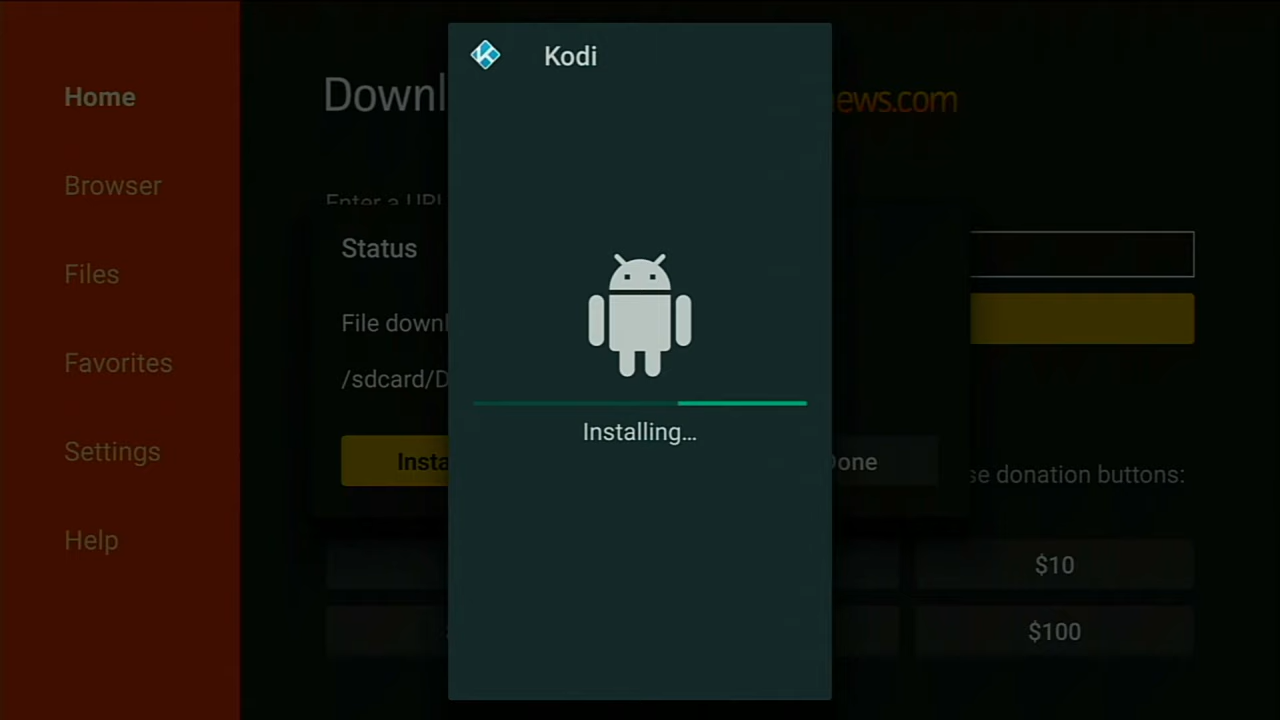 Kodi
Home
Downl
ews.com
Browser
Enter a URL
Status
Files
File downl
Favorites
/sdcard/D
Installing...
Settings
Insta
Done
se donation buttons:
Help
$10
$100